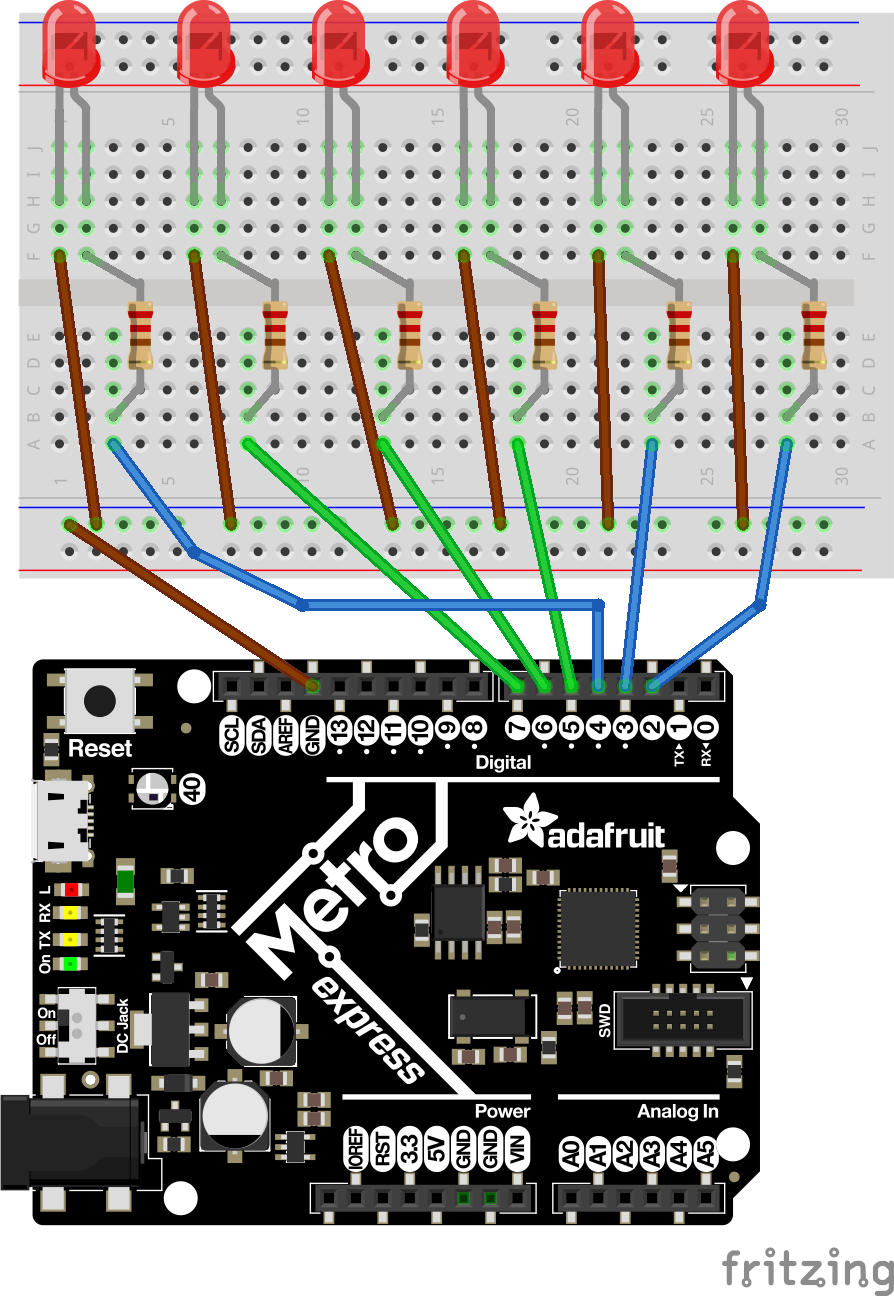 5 10 15 20 25 30
J J
I I
H H
G G
F F
E E
D D
C C
B B
A A
1 5 10 15 20 25 30
SCL SDA AREF GND 13 12 11 10 9 8 7 6 5 4 3 2 1 0
TX▸ RX◂
Reset
Digital
40
Metro
express
adafruit
L
RX
TX
On
On
Off
DC Jack
SWD
Power
Analog In
IOREF RST 3.3 5V GND GND VIN A0 A1 A2 A3 A4 A5
fritzing